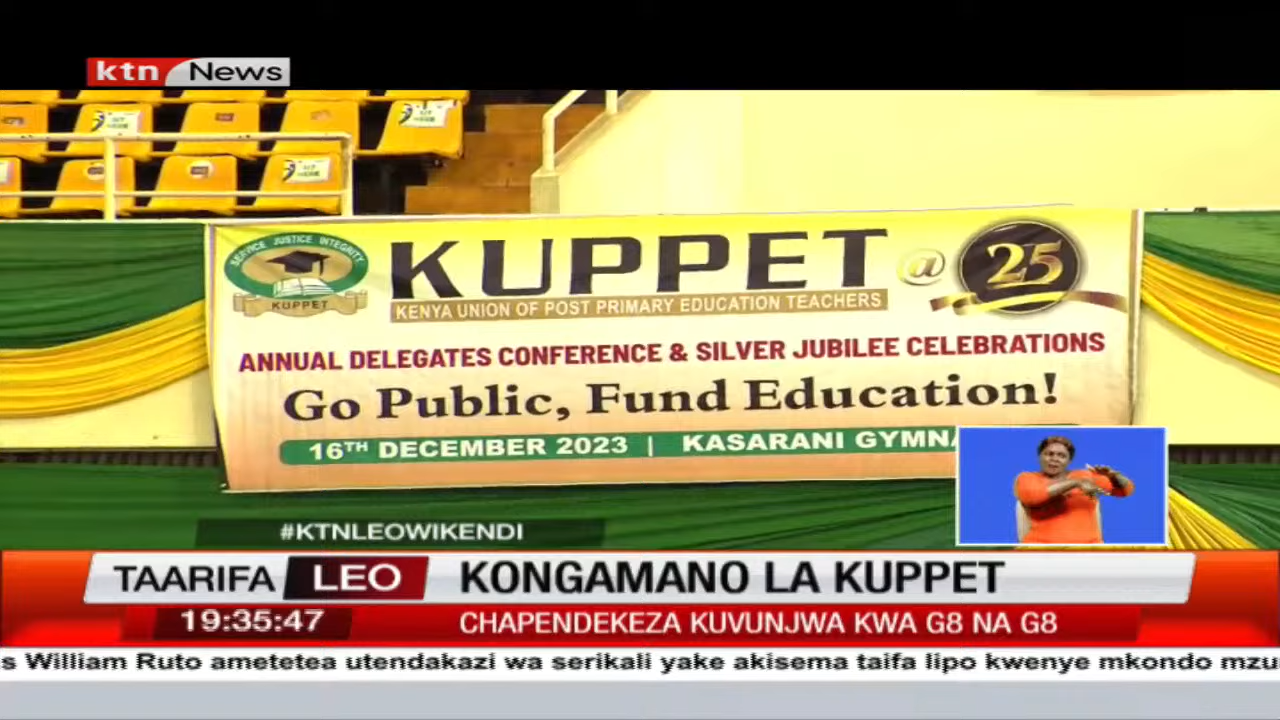 ktn News
SERVICE JUSTICE INTEGRITY
KUPPET
KUPPET @ 25
KENYA UNION OF POST PRIMARY EDUCATION TEACHERS
ANNUAL DELEGATES CONFERENCE & SILVER JUBILEE CELEBRATIONS
Go Public, Fund Education!
16TH DECEMBER 2023 | KASARANI GYMNA
#KTNLEOWIKENDI
TAARIFA LEO KONGAMANO LA KUPPET
19:35:47 CHAPENDEKEZA KUVUNJWA KWA G8 NA G8
s William Ruto ametetea utendakazi wa serikali yake akisema taifa lipo kwenye mkondo mzu